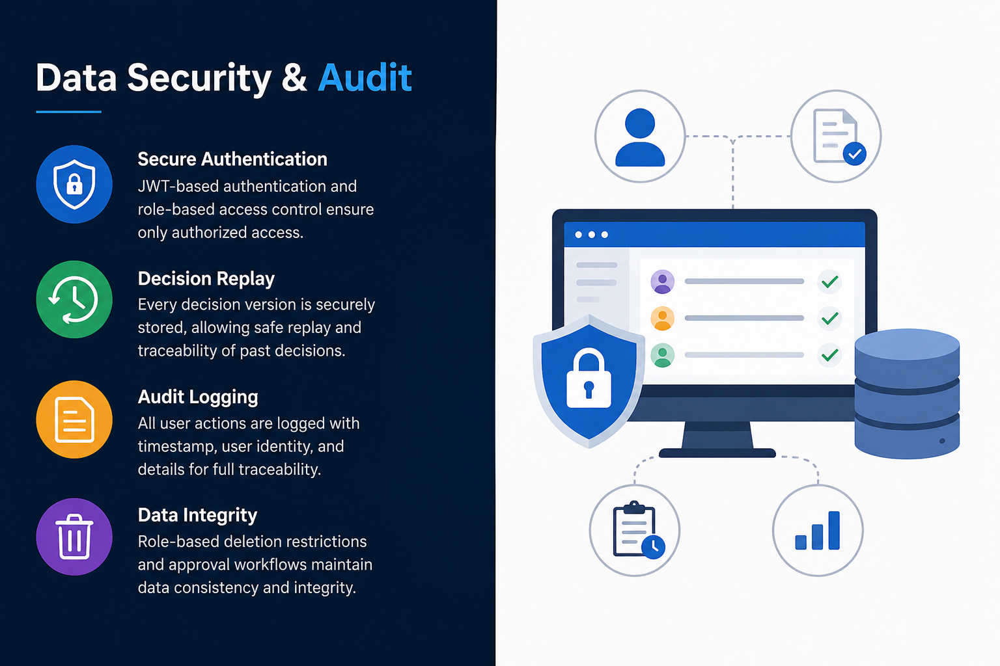 Data Security & Audit
Secure Authentication
JWT-based authentication and
role-based access control ensure
only authorized access.
Decision Replay
Every decision version is securely
stored, allowing safe replay and
traceability of past decisions.
Audit Logging
All user actions are logged with
timestamp, user identity, and
details for full traceability.
Data Integrity
Role-based deletion restrictions
and approval workflows maintain
data consistency and integrity.